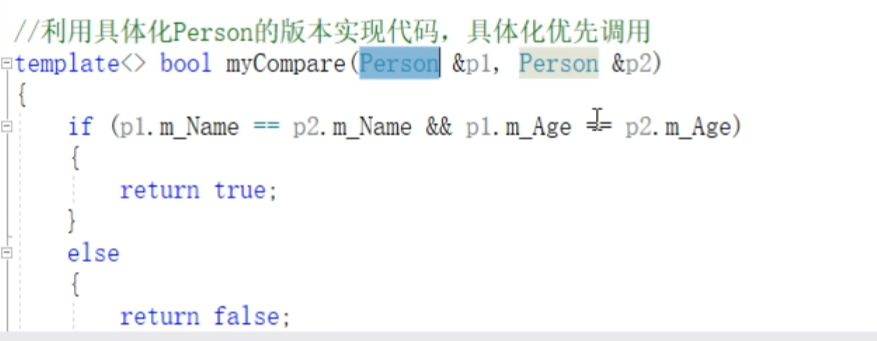 //利用具体化Person的版本实现代码，具体化优先调用
template<> bool myCompare(Person &p1, Person &p2)
{
if (p1.m_Name == p2.m_Name && p1.m_Age == p2.m_Age)
{
return true;
}
else
{
return false;